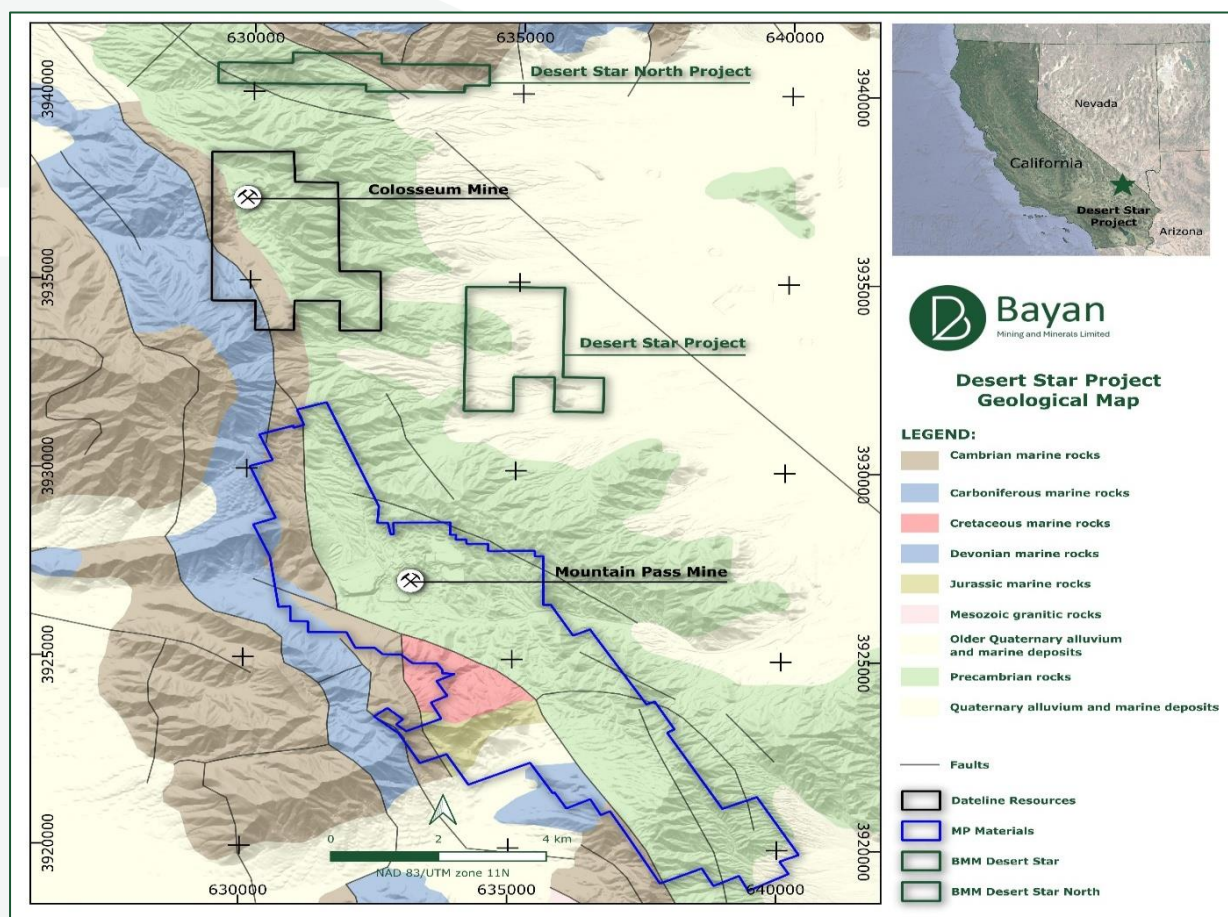 630000
635000
640000
3940000
3940000
Desert Star North Project
Colosseum Mine
3935000
3935000
Desert Star Project
3930000
3930000
Mountain Pass Mine
3925000
3925000
3920000
3920000
0
2
4 km
NAD 83/UTM zone 11N
630000
635000
640000
Nevada
California
Desert Star
Project
Arizona
Bayan
Mining and Minerals Limited
Desert Star Project
Geological Map
LEGEND:
Cambrian marine rocks
Carboniferous marine rocks
Cretaceous marine rocks
Devonian marine rocks
Jurassic marine rocks
Mesozoic granitic rocks
Older Quaternary alluvium
and marine deposits
Precambrian rocks
Quaternary alluvium and marine deposits
Faults
Dateline Resources
MP Materials
BMM Desert Star
BMM Desert Star North